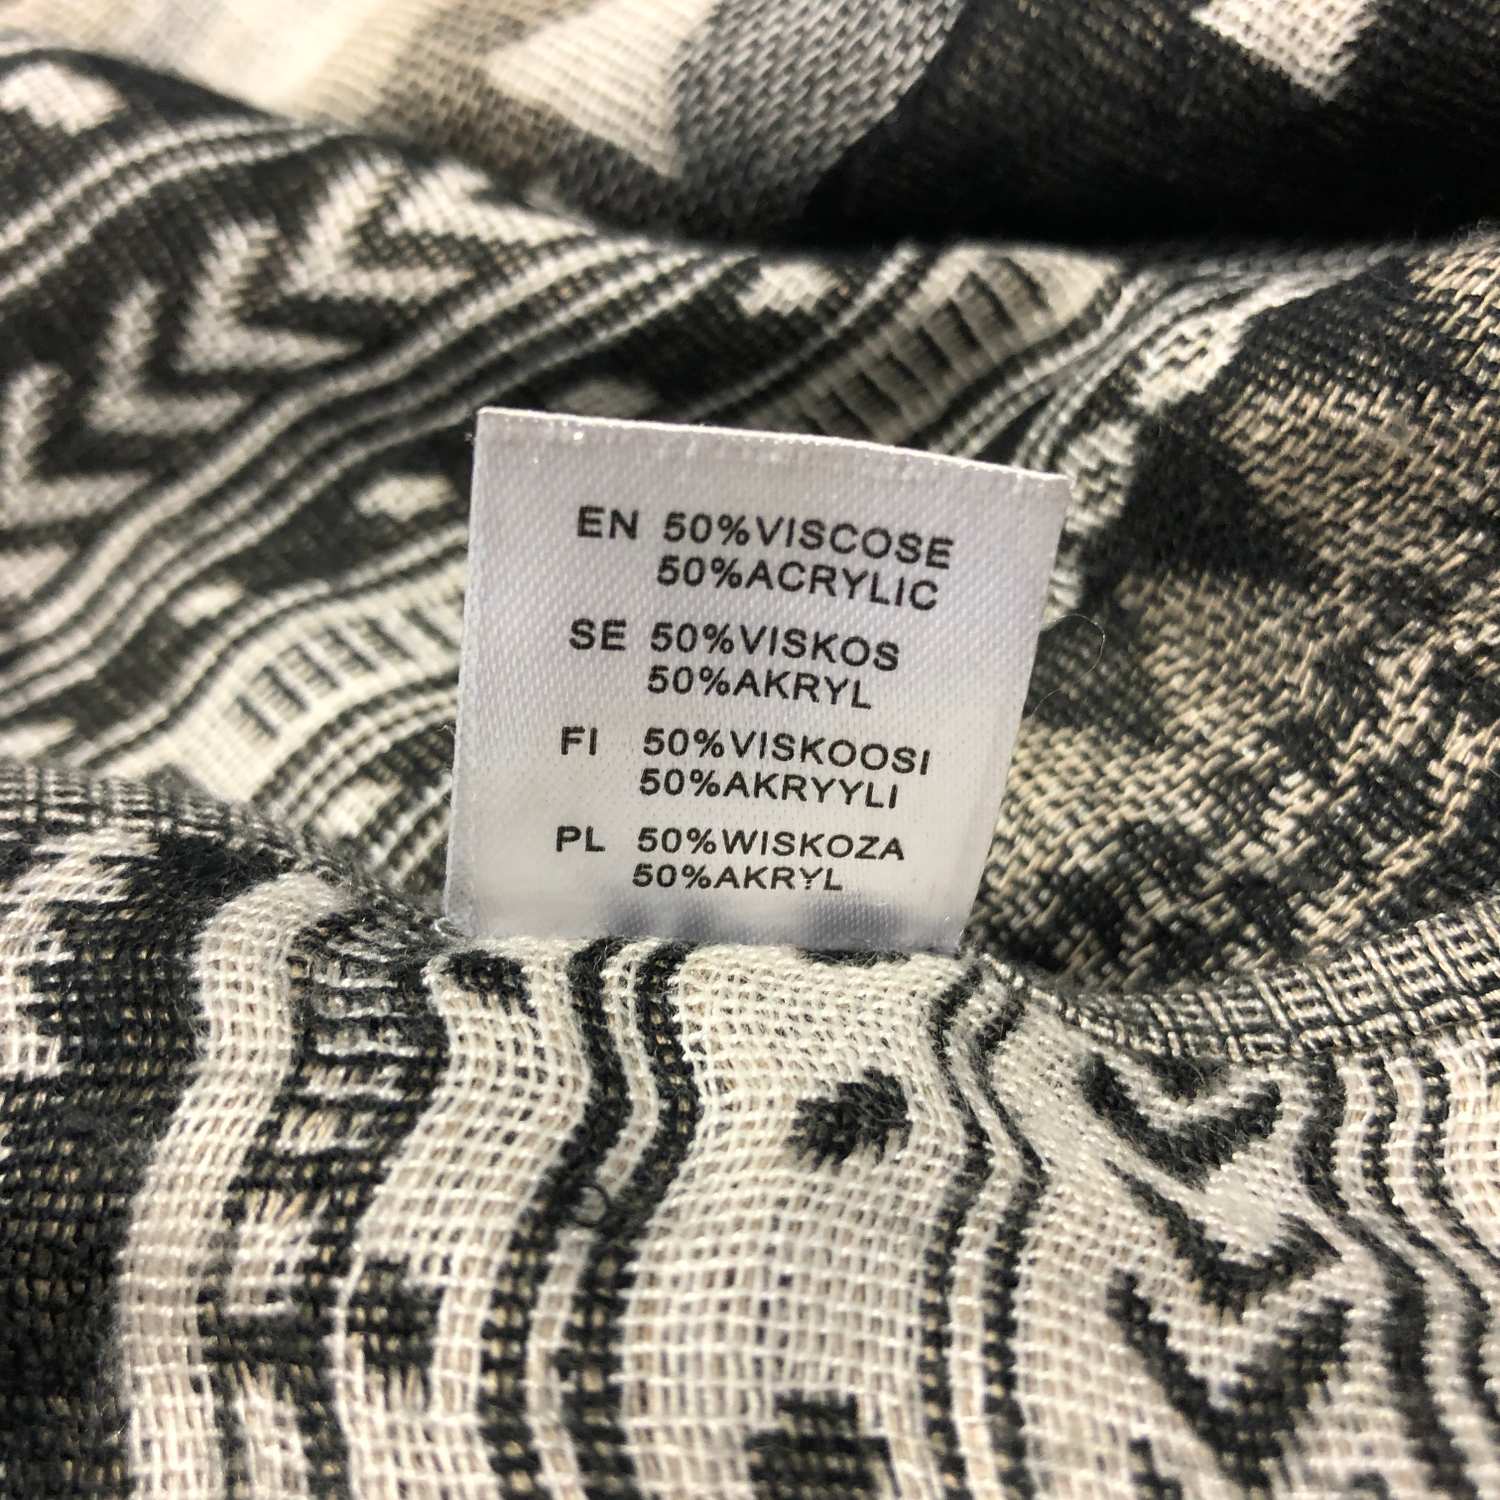 EN 50%VISCOSE
50%ACRYLIC
SE 50%VISKOS
50%AKRYL
FI 50%VISKOOSI
50%AKRYYLI
PL 50%WISKOZA
50%AKRYL